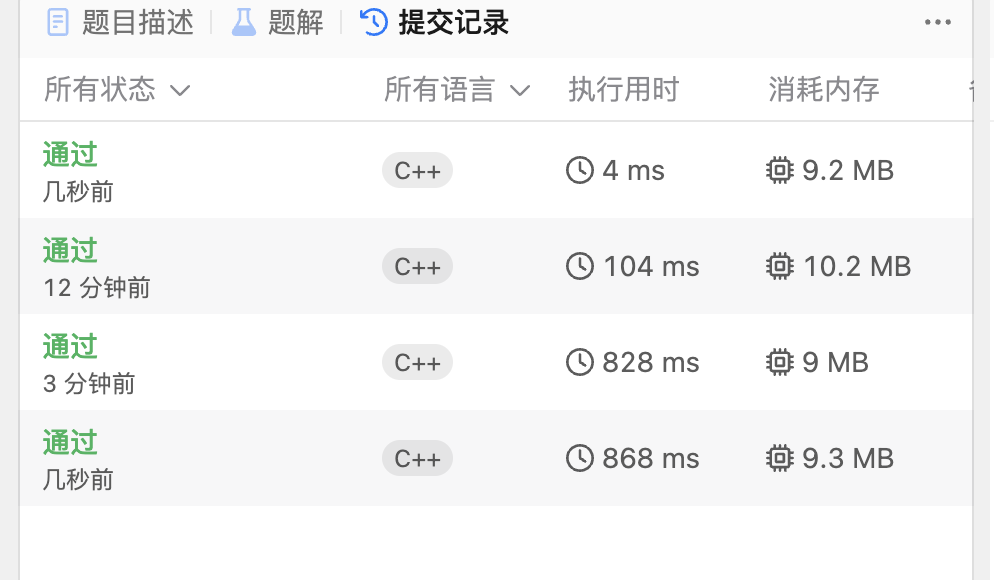 题目描述 题解 提交记录
所有状态 所有语言 执行用时 消耗内存
通过 C++ 4 ms 9.2 MB
几秒前
通过 C++ 104 ms 10.2 MB
12 分钟前
通过 C++ 828 ms 9 MB
3 分钟前
通过 C++ 868 ms 9.3 MB
几秒前